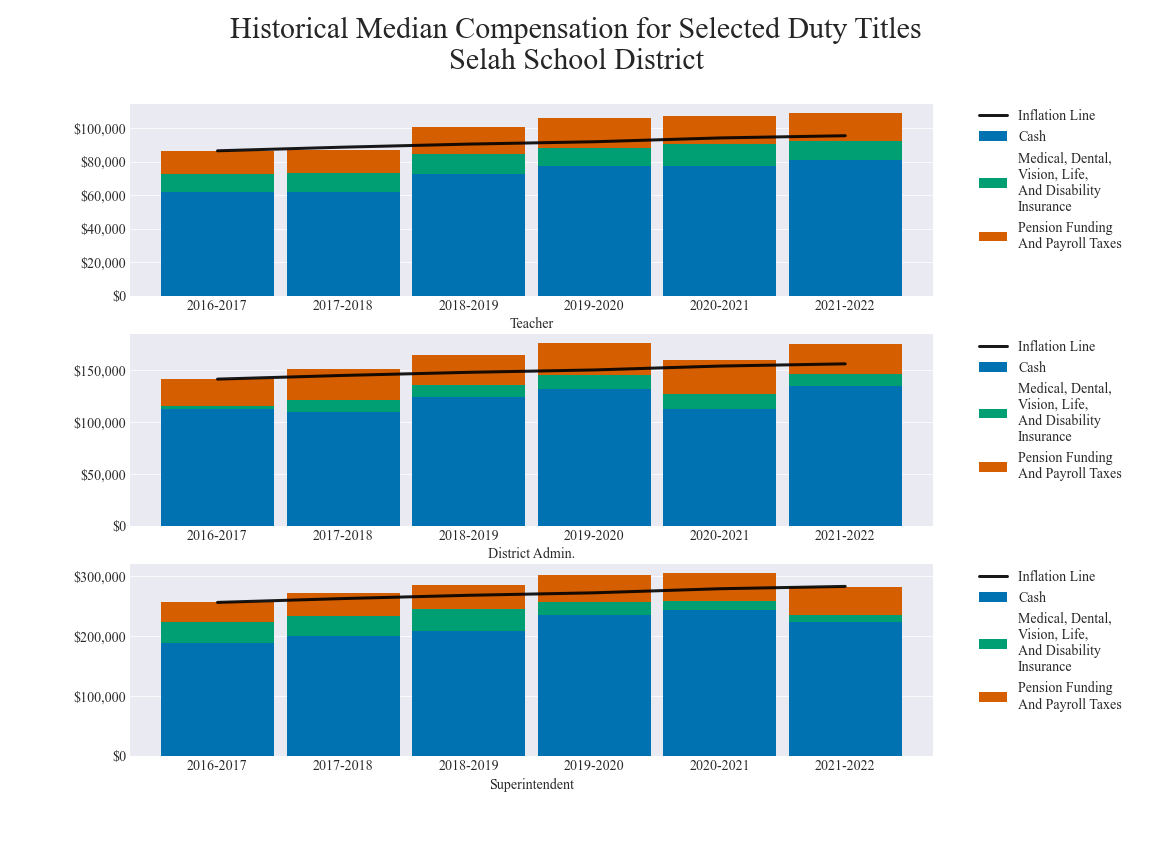 Historical Median Compensation for Selected Duty Titles
Selah School District
$100,000
$80,000
$60,000
$40,000
$20,000
$0
2016-2017
2017-2018
2018-2019
2019-2020
2020-2021
2021-2022
Teacher
Inflation Line
Cash
Medical, Dental,
Vision, Life,
And Disability
Insurance
Pension Funding
And Payroll Taxes
$150,000
$100,000
$50,000
$0
2016-2017
2017-2018
2018-2019
2019-2020
2020-2021
2021-2022
District Admin.
Inflation Line
Cash
Medical, Dental,
Vision, Life,
And Disability
Insurance
Pension Funding
And Payroll Taxes
$300,000
$200,000
$100,000
$0
2016-2017
2017-2018
2018-2019
2019-2020
2020-2021
2021-2022
Superintendent
Inflation Line
Cash
Medical, Dental,
Vision, Life,
And Disability
Insurance
Pension Funding
And Payroll Taxes